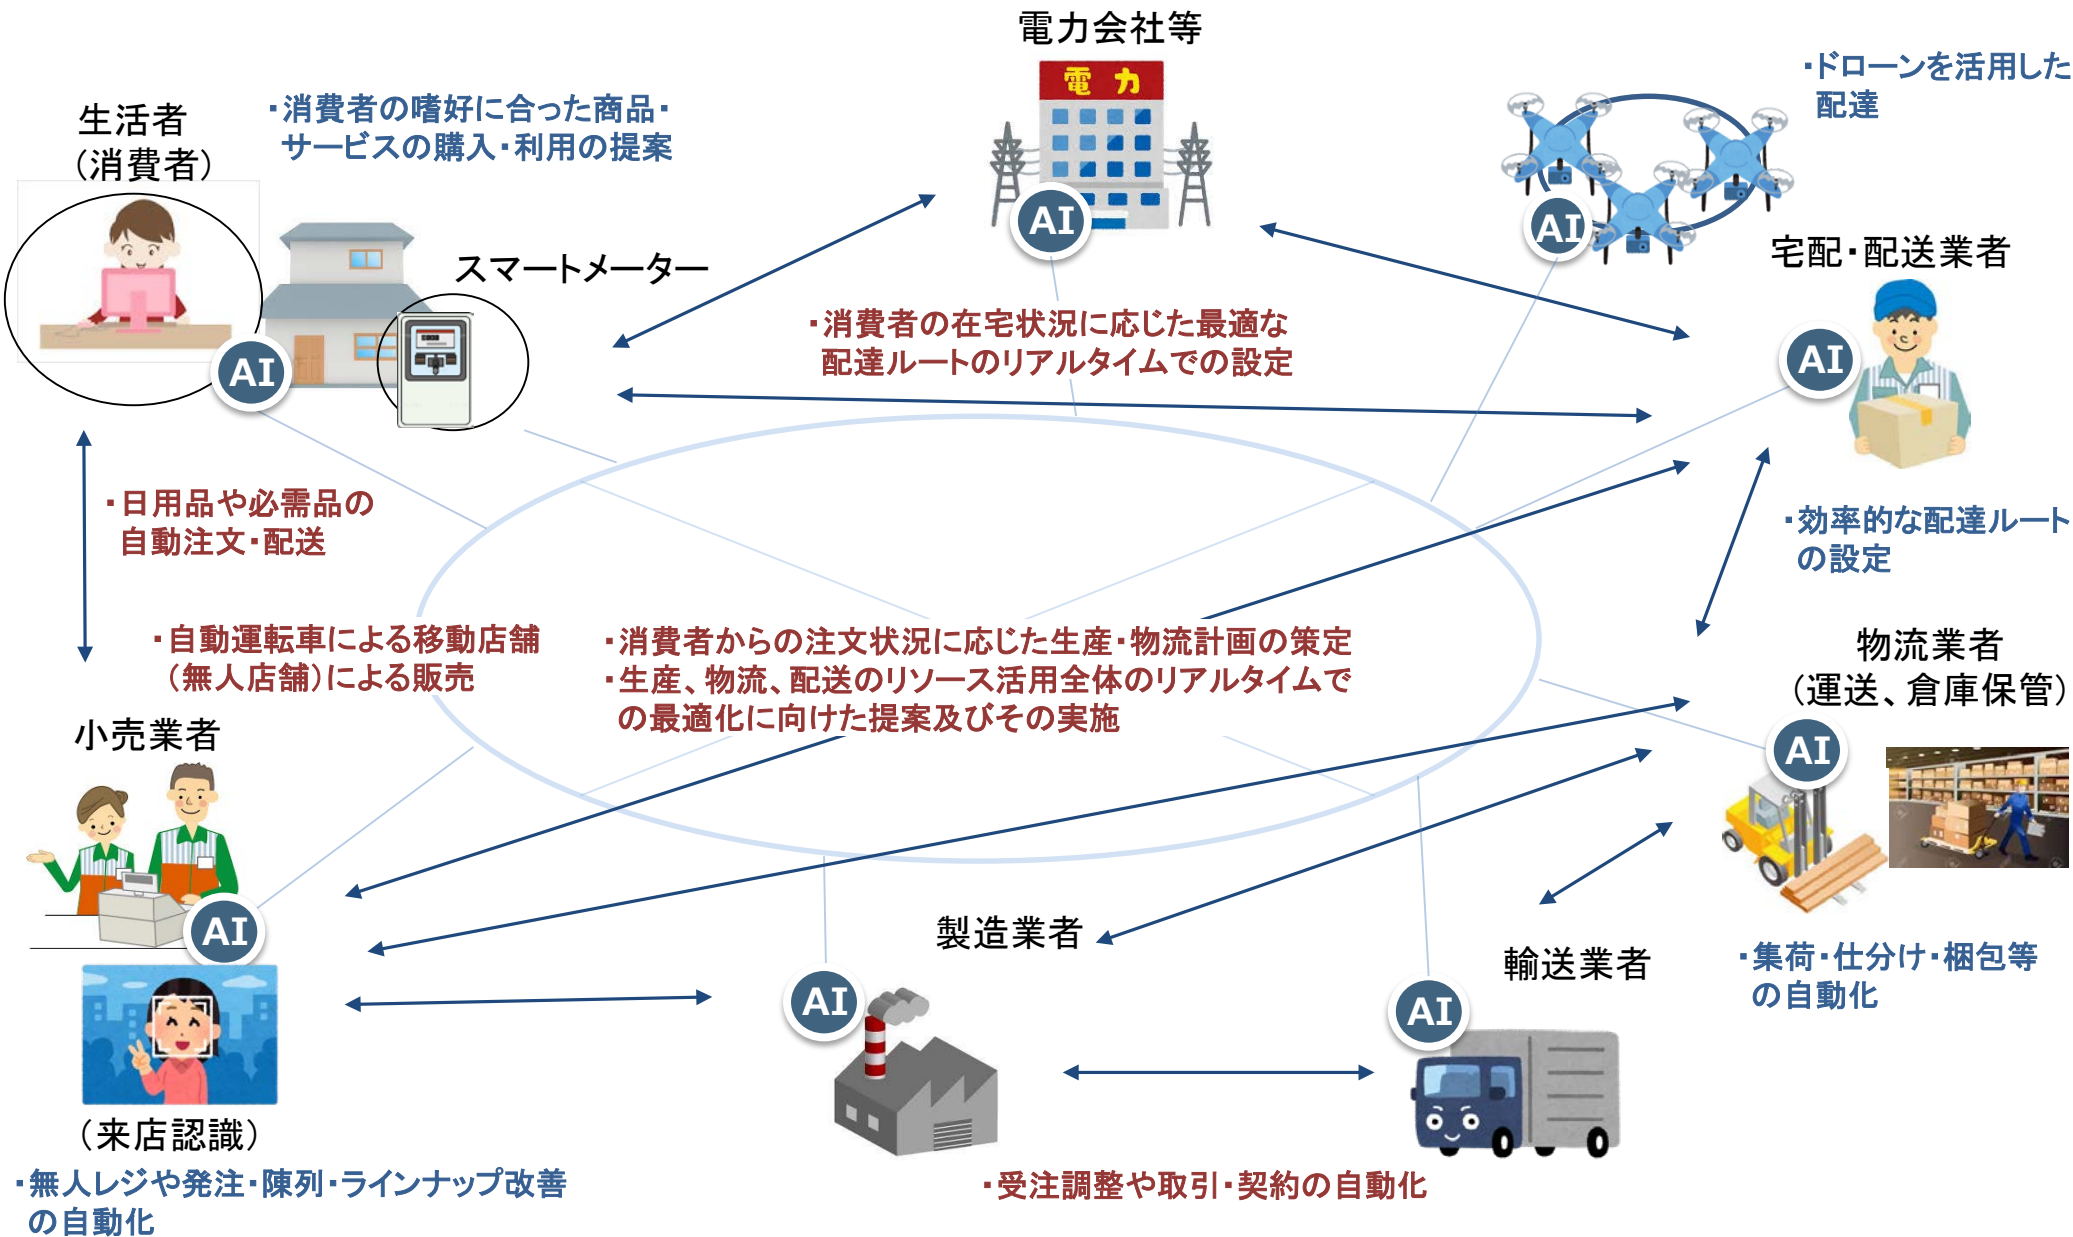 電力会社等
電 力
AI
・ドローンを活用した
配達
AI
生活者
（消費者）
・消費者の嗜好に合った商品・
サービスの購入・利用の提案
スマートメーター
AI
宅配・配送業者
AI
・消費者の在宅状況に応じた最適な
配達ルートのリアルタイムでの設定
・日用品や必需品の
自動注文・配送
・効率的な配達ルート
の設定
・自動運転車による移動店舗
（無人店舗）による販売
・消費者からの注文状況に応じた生産・物流計画の策定
・生産、物流、配送のリソース活用全体のリアルタイムで
の最適化に向けた提案及びその実施
物流業者
（運送、倉庫保管）
AI
小売業者
AI
製造業者
AI
輸送業者
AI
・集荷・仕分け・梱包等
の自動化
（来店認識）
・無人レジや発注・陳列・ラインナップ改善
の自動化
・受注調整や取引・契約の自動化